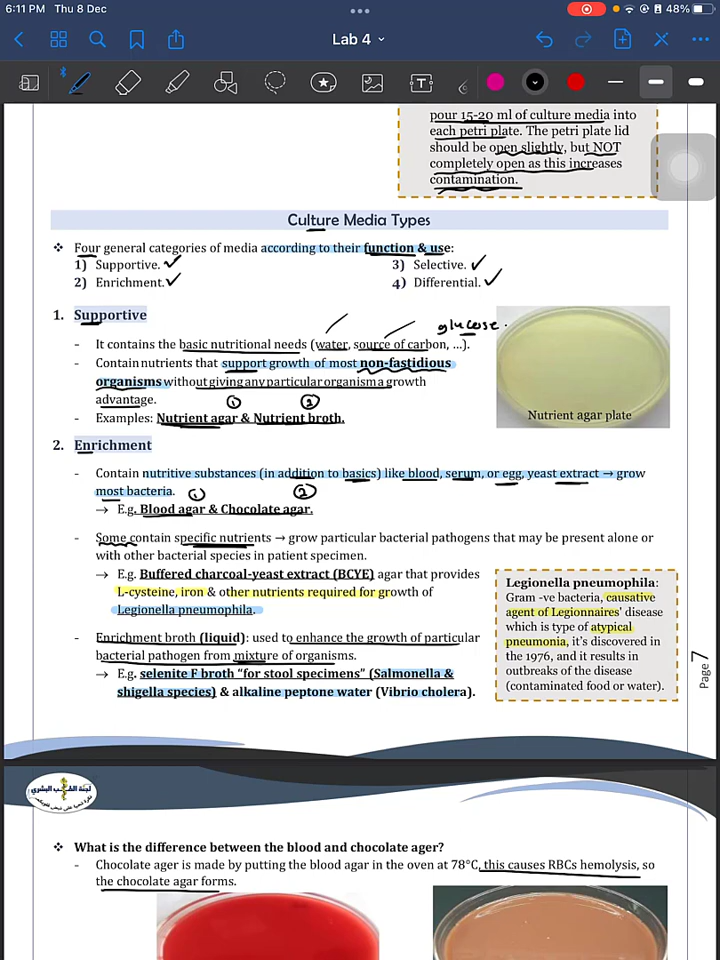 6:11 PM Thu 8 Dec
48%
Lab 4
pour 15-20 ml of culture media into
each petri plate. The petri plate lid
should be open slightly, but NOT
completely open as this increases
contamination.
Culture Media Types
❖ Four general categories of media according to their function & use:
1) Supportive. ✓ 3) Selective. ✓
2) Enrichment. ✓ 4) Differential. ✓
1. Supportive
glucose.
- It contains the basic nutritional needs (water, source of carbon, ...).
- Contain nutrients that support growth of most non-fastidious
organisms without giving any particular organism a growth
advantage. ① ②
- Examples: Nutrient agar & Nutrient broth.
Nutrient agar plate
2. Enrichment
- Contain nutritive substances (in addition to basics) like blood, serum, or egg, yeast extract → grow
most bacteria. ① ②
→ E.g. Blood agar & Chocolate agar.
- Some contain specific nutrients → grow particular bacterial pathogens that may be present alone or
with other bacterial species in patient specimen.
→ E.g. Buffered charcoal-yeast extract (BCYE) agar that provides
L-cysteine, iron & other nutrients required for growth of
Legionella pneumophila.
- Enrichment broth (liquid): used to enhance the growth of particular
bacterial pathogen from mixture of organisms.
→ E.g. selenite F broth "for stool specimens" (Salmonella &
shigella species) & alkaline peptone water (Vibrio cholera).
Legionella pneumophila:
Gram -ve bacteria, causative
agent of Legionnaires' disease
which is type of atypical
pneumonia, it's discovered in
the 1976, and it results in
outbreaks of the disease
(contaminated food or water).
Page 7
❖ What is the difference between the blood and chocolate ager?
- Chocolate ager is made by putting the blood agar in the oven at 78°C, this causes RBCs hemolysis, so
the chocolate agar forms.